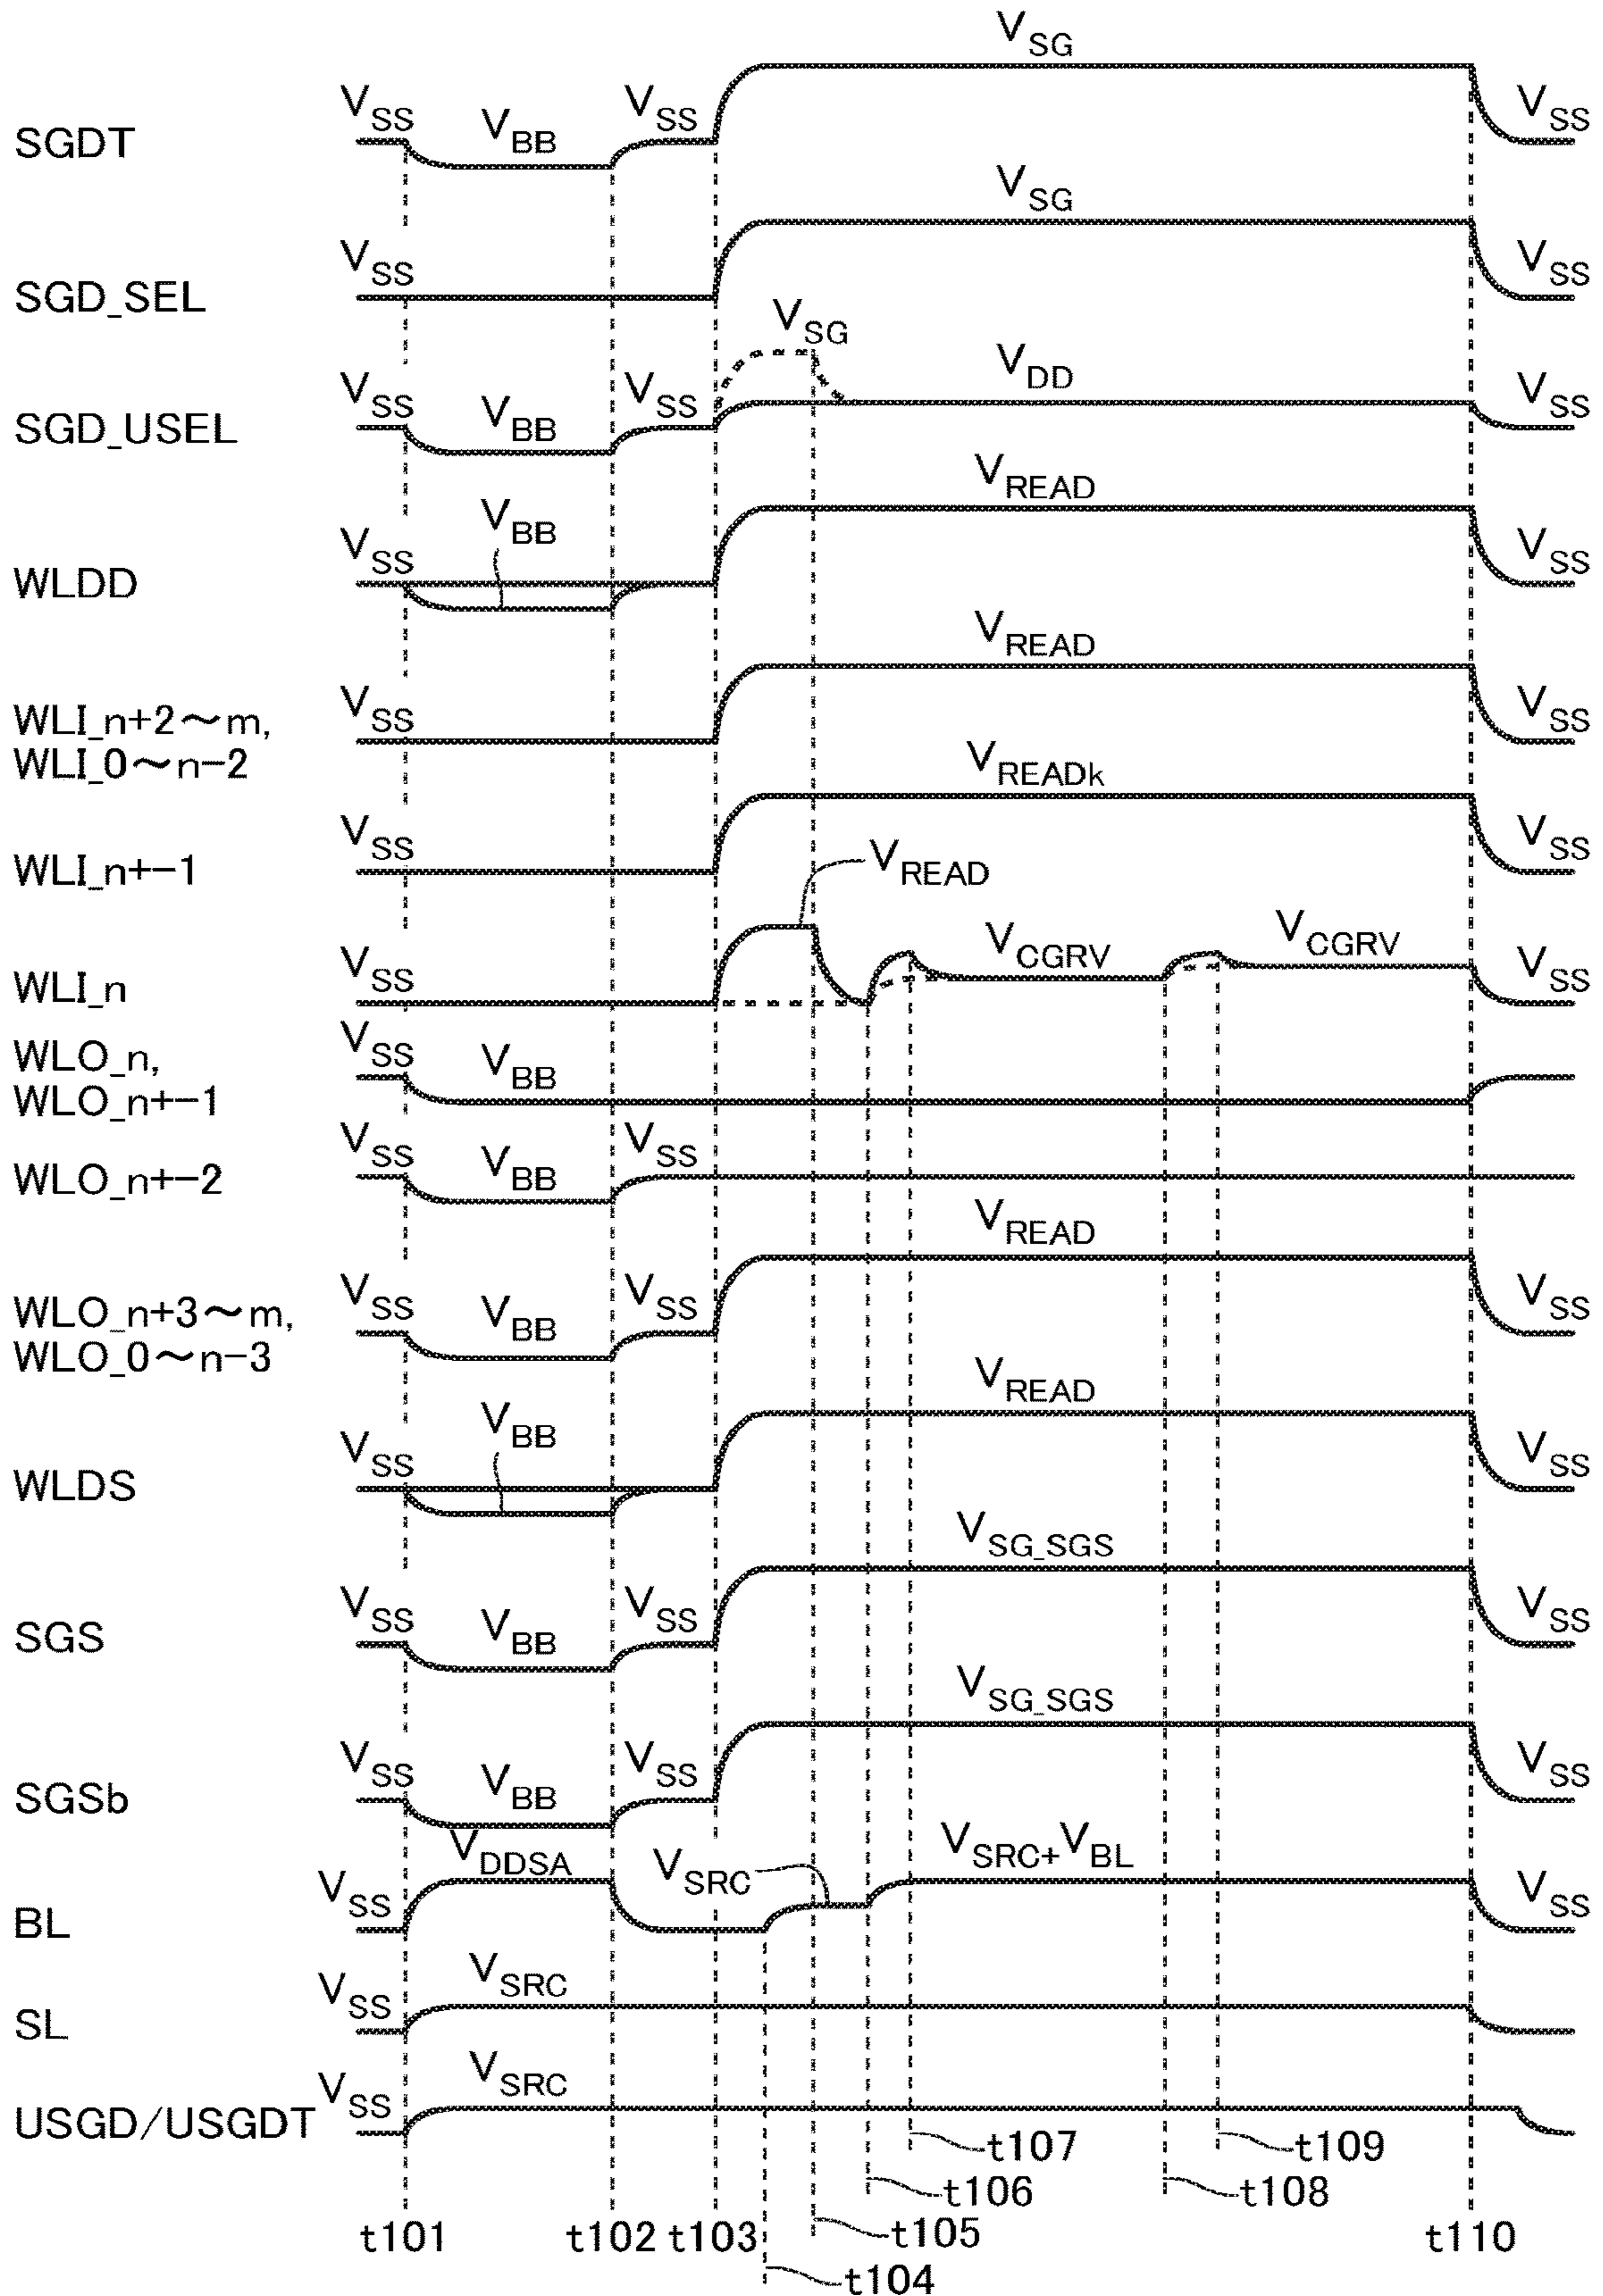 VSG
SGDT VSS VBB VSS VSS
VSG
SGD_SEL VSS VSS
VSG
SGD_USEL VSS VBB VSS VDD VSS
VREAD
WLDD VSS VBB VSS
VREAD
WLI_n+2～m, VSS VSS
WLI_0～n-2
VREADk
WLI_n+-1 VSS VSS
VREAD
WLI_n VSS VCGRV VCGRV VSS
WLO_n, VSS VBB
WLO_n+-1
WLO_n+-2 VSS VBB VSS
VREAD
WLO_n+3～m, VSS VBB VSS VSS
WLO_0～n-3
VREAD
WLDS VSS VBB VSS
VSG_SGS
SGS VSS VBB VSS VSS
VSG_SGS
SGSb VSS VBB VSS VSS
BL VSS VDDSA VSRC VSRC+VBL VSS
SL VSS VSRC
USGD/USGDT VSS VSRC
t107 t109
t106 t108
t101 t102 t103 t105 t110
t104